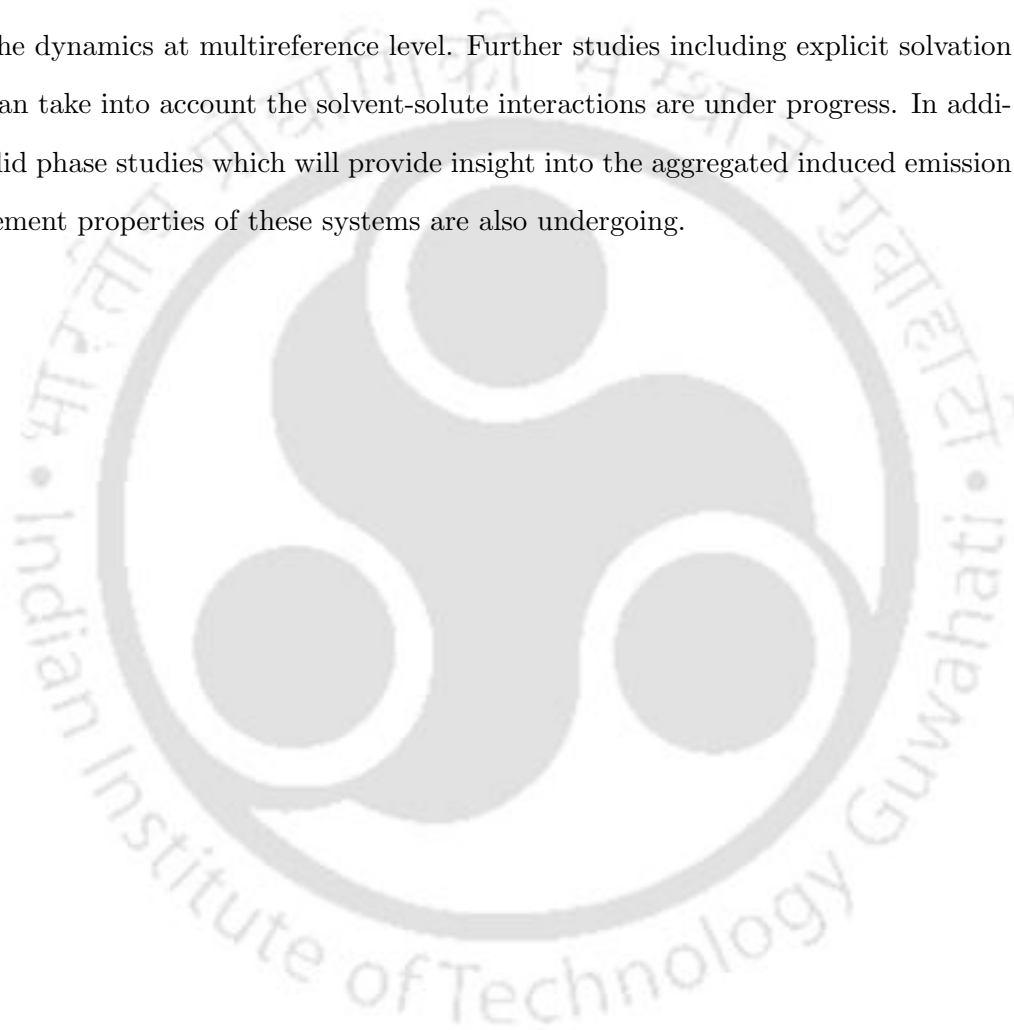 he dynamics at multireference level. Further studies including explicit solvation
an take into account the solvent-solute interactions are under progress. In addi-
lid phase studies which will provide insight into the aggregated induced emission
ement properties of these systems are also undergoing.
भारतीय प्रौद्योगिकी संस्थान गुवाहाटी
• Indian Institute of Technology Guwahati •